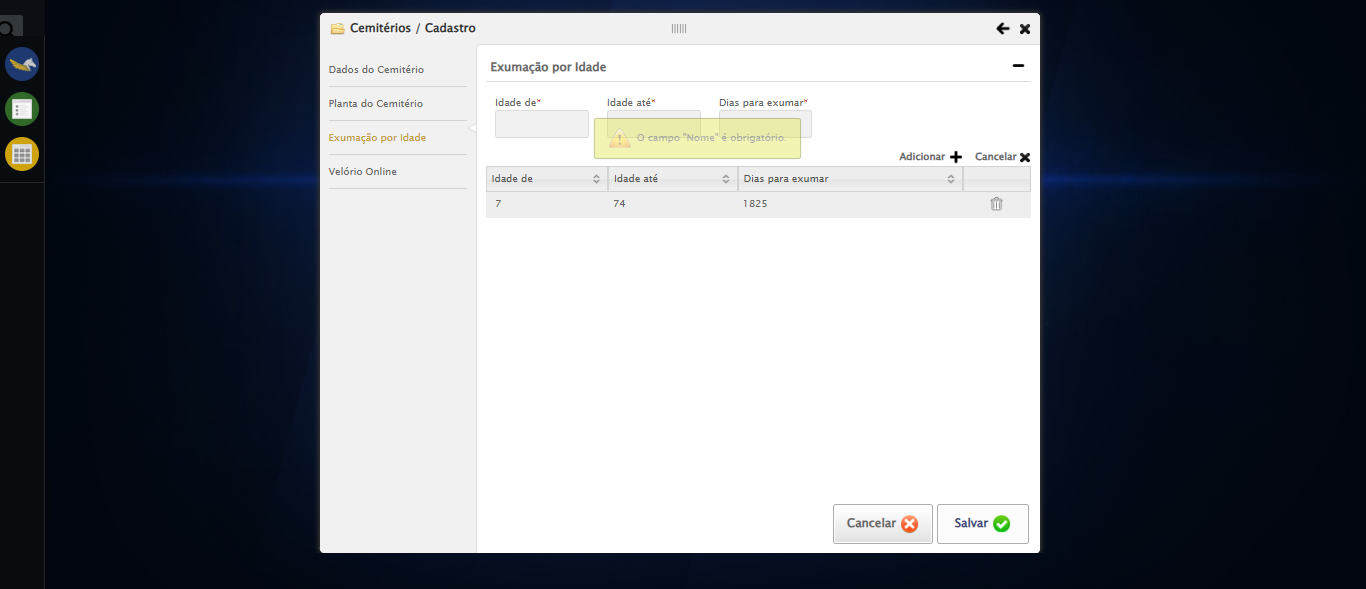 Cemitérios / Cadastro
Dados do Cemitério
Planta do Cemitério
Exumação por Idade
Velório Online
Exumação por Idade
Idade de* Idade até* Dias para exumar*
O campo "Nome" é obrigatório.
Adicionar Cancelar
Idade de Idade até Dias para exumar
7 74 1825
Cancelar Salvar